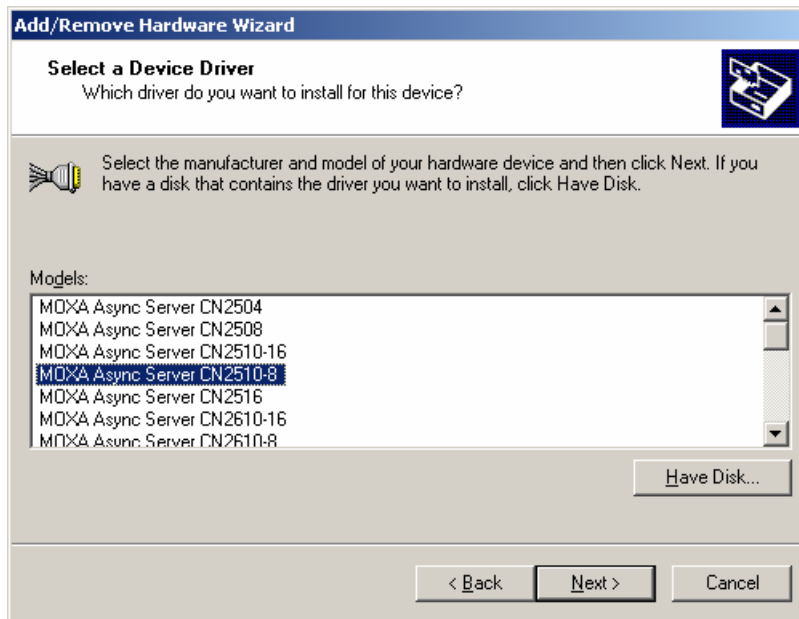 Add/Remove Hardware Wizard
Select a Device Driver
Which driver do you want to install for this device?
Select the manufacturer and model of your hardware device and then click Next. If you
have a disk that contains the driver you want to install, click Have Disk.
Models:
MOXA Async Server CN2504
MOXA Async Server CN2508
MOXA Async Server CN2510-16
MOXA Async Server CN2510-8
MOXA Async Server CN2516
MOXA Async Server CN2610-16
MOXA Async Server CN2610-8
Have Disk...
< Back
Next >
Cancel